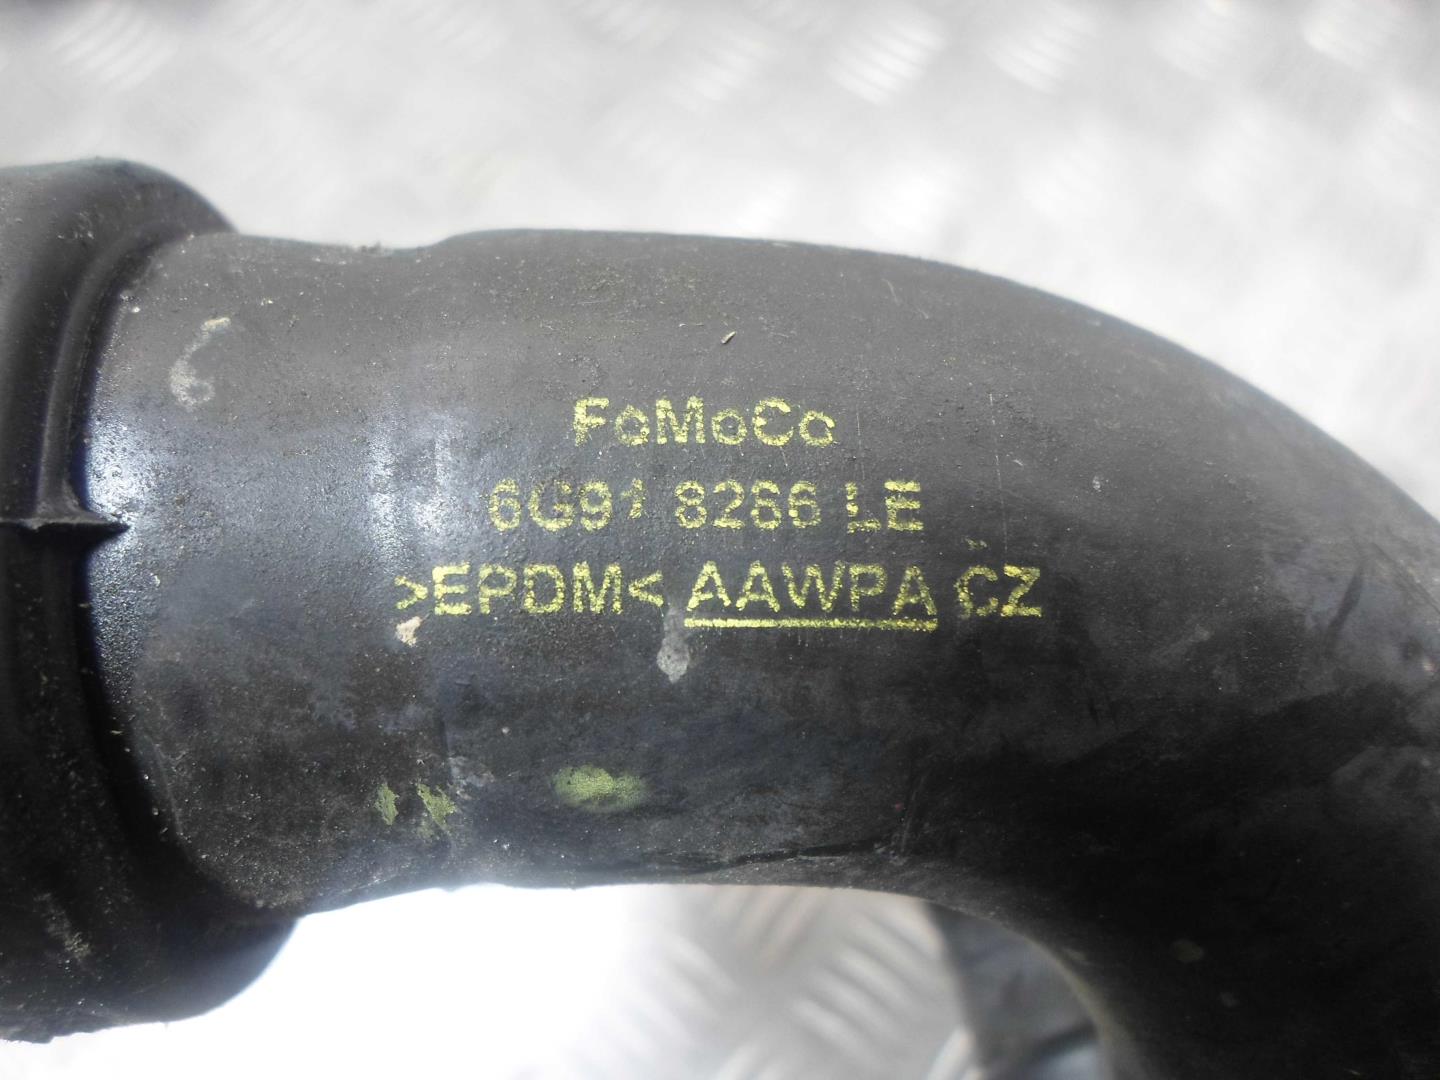 FoMoCo
6G91 8286 LE
>EPDM< AAWPA CZ